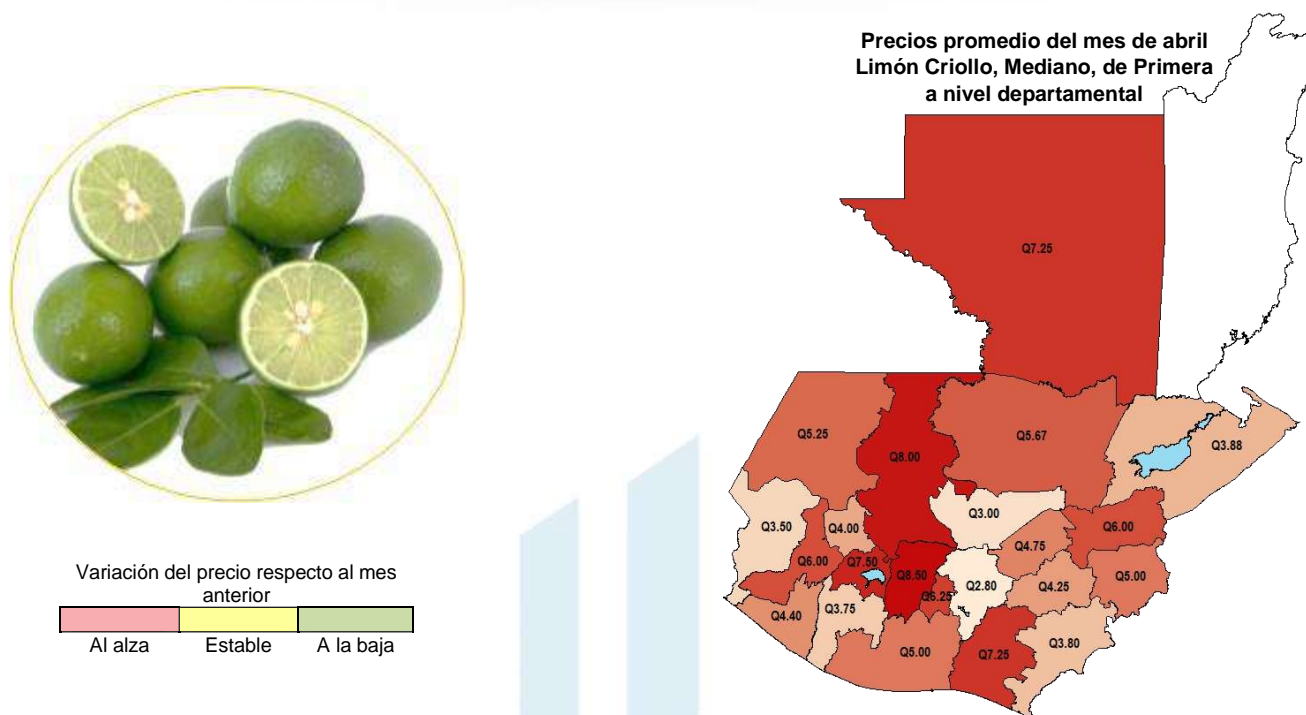 Precios promedio del mes de abril
Limón Criollo, Mediano, de Primera
a nivel departamental
Q7.25
Q5.25
Q5.67
Q3.88
Q8.00
Q3.50
Q4.00
Q3.00
Q6.00
Q4.75
Q6.00
Q7.50
Q8.50
Q2.80
Q4.25
Q5.00
Q6.25
Q4.40
Q3.75
Q5.00
Q7.25
Q3.80
Variación del precio respecto al mes
anterior
Al alza Estable A la baja